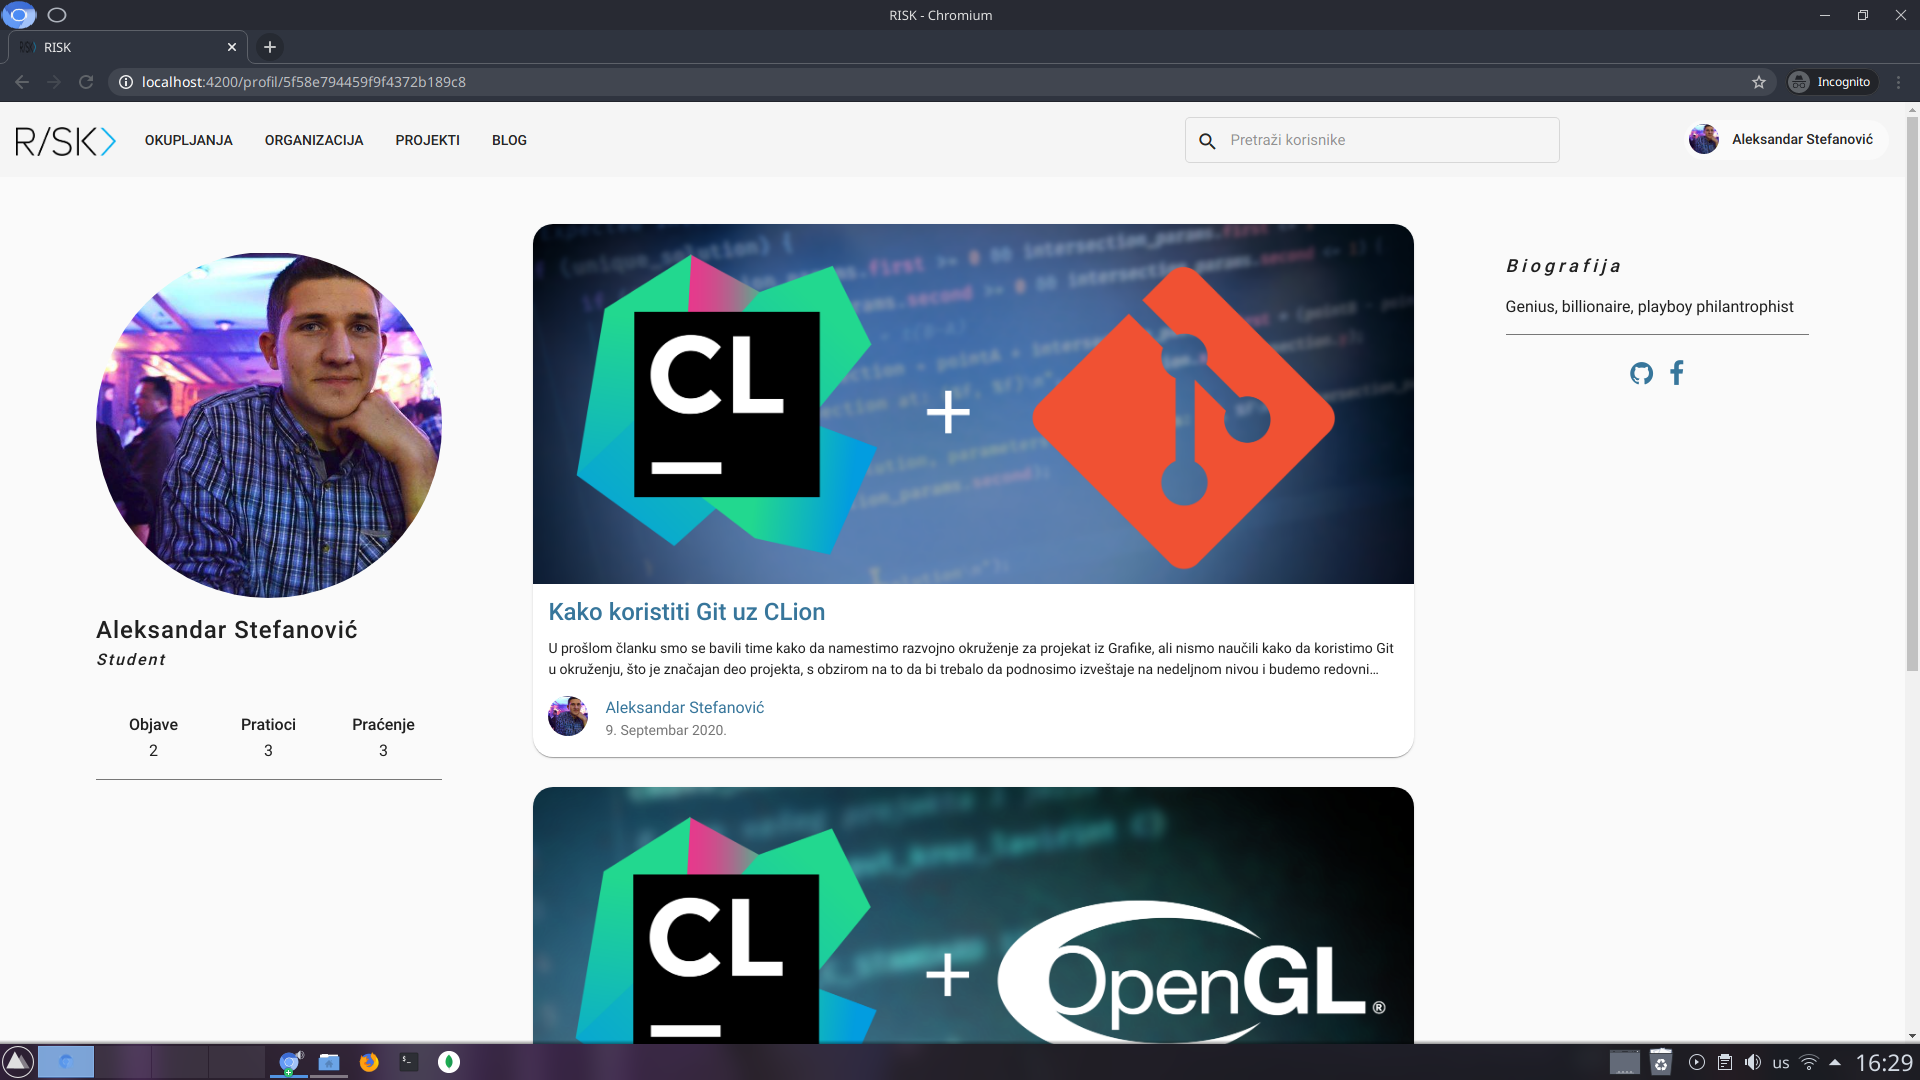 RISK - Chromium
RISK
localhost:4200/profil/5f58e794459f9f4372b189c8
Incognito
R/SK
OKUPLJANJA
ORGANIZACIJA
PROJEKTI
BLOG
Pretraži korisnike
Aleksandar Stefanović
Aleksandar Stefanović
Student
Objave
Pratioci
Praćenje
2
3
3
CL
+
Kako koristiti Git uz CLion
U prošlom članku smo se bavili time kako da namestimo razvojno okruženje za projekat iz Grafike, ali nismo naučili kako da koristimo Git
u okruženju, što je značajan deo projekta, s obzirom na to da bi trebalo da podnosimo izveštaje na nedeljnom nivou i budemo redovni...
Aleksandar Stefanović
9. Septembar 2020.
CL
+
OpenGL®
Biografija
Genius, billionaire, playboy philantrophist
us
16:29